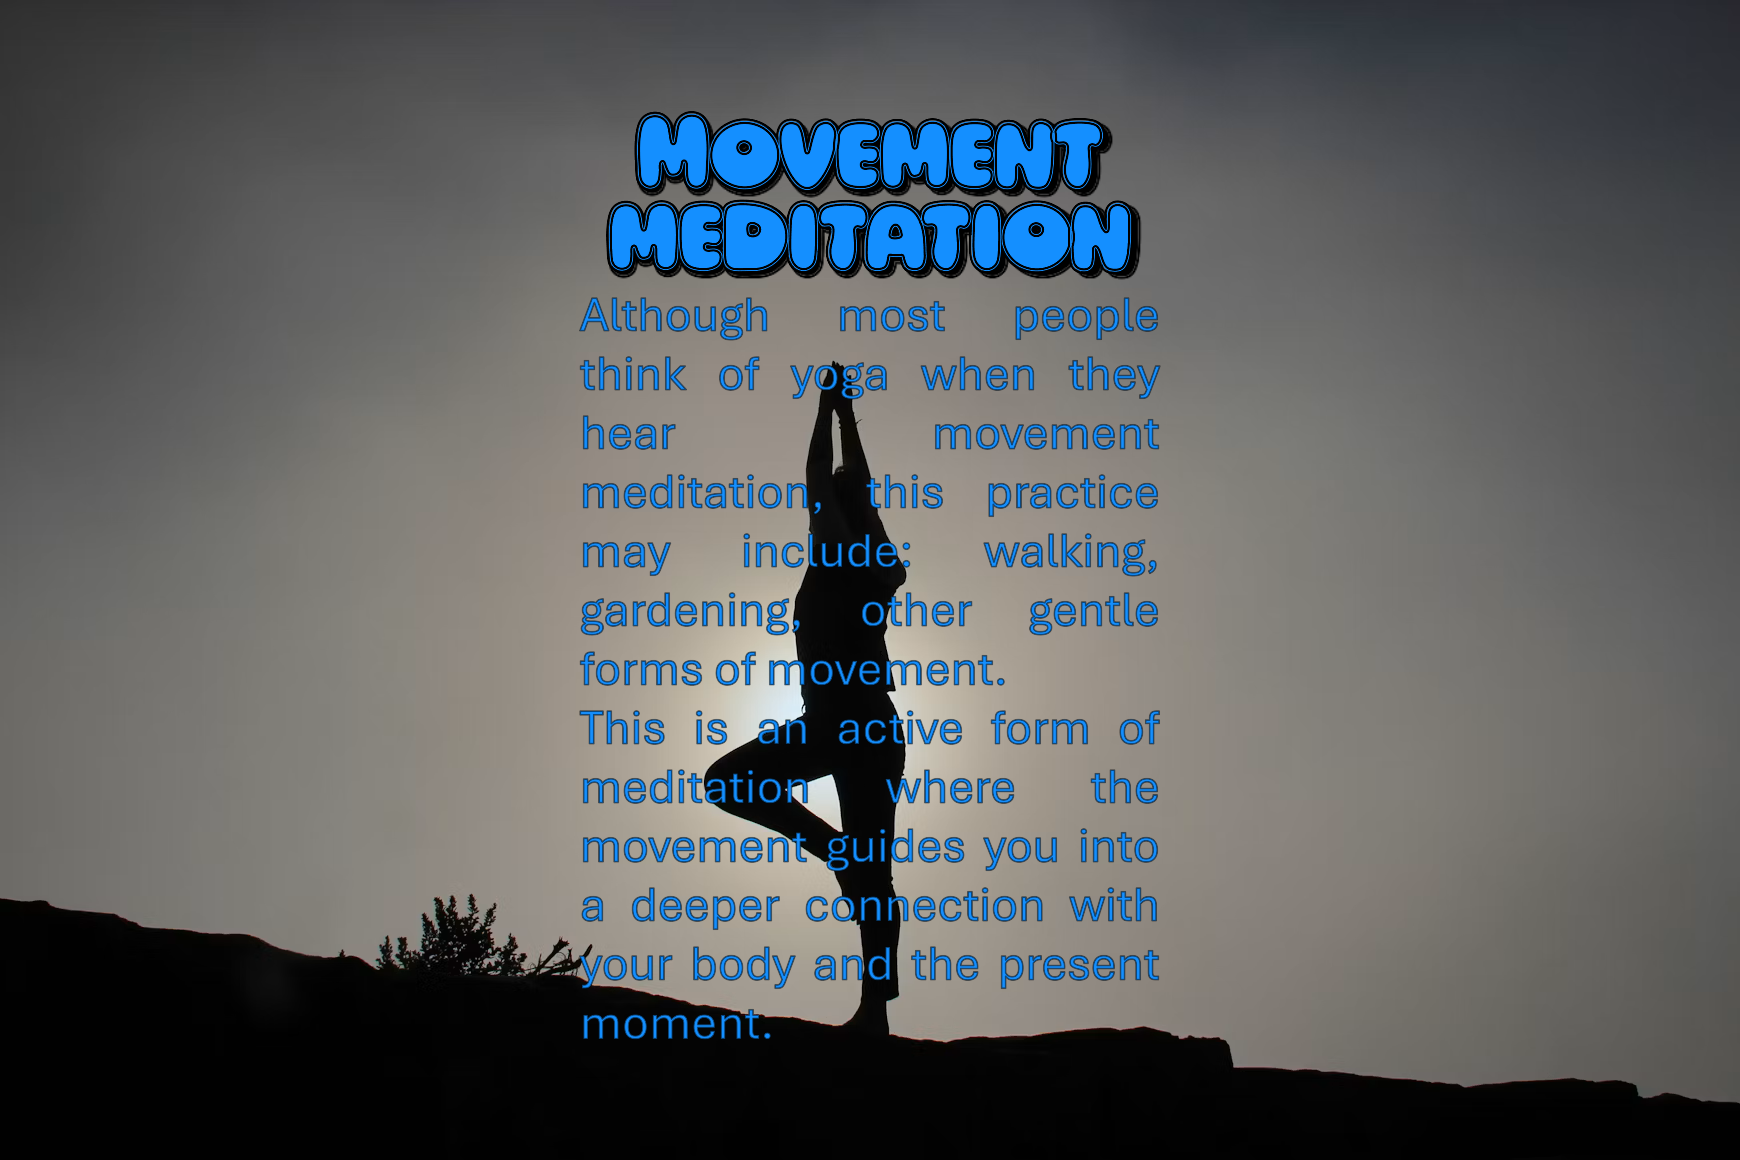 MOVEMENT
MEDITATION
Although most people
think of yoga when they
hear movement
meditation, this practice
may include: walking,
gardening, other gentle
forms of movement.
This is an active form of
meditation where the
movement guides you into
a deeper connection with
your body and the present
moment.